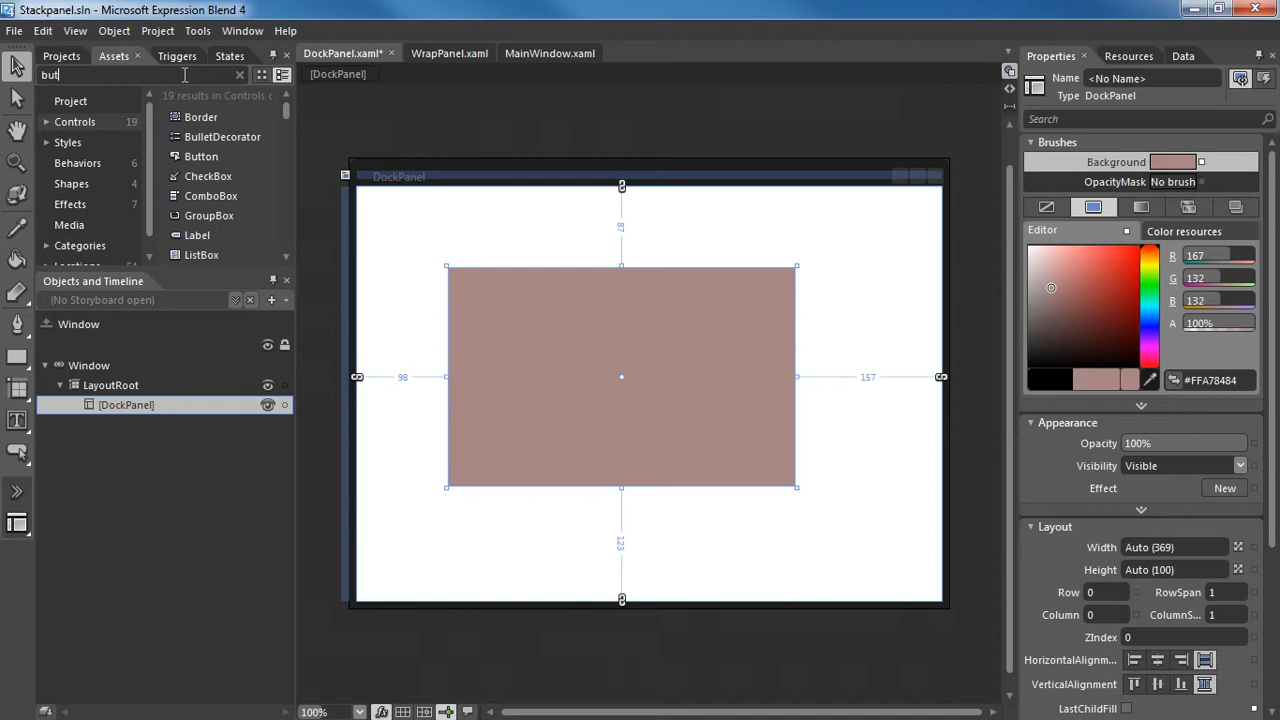 Stackpanel.sln - Microsoft Expression Blend 4
File Edit View Object Project Tools Window Help
Projects Assets × Triggers States
DockPanel.xaml* × WrapPanel.xaml MainWindow.xaml
Properties × Resources Data
but
[DockPanel]
Name <No Name>
Type DockPanel
Project
Controls 19
Styles
Behaviors 6
Shapes 4
Effects 7
Media
Categories
19 results in Controls
Border
BulletDecorator
Button
CheckBox
ComboBox
GroupBox
Label
ListBox
Search
Brushes
Background
OpacityMask No brush
Editor Color resources
R 167
G 132
B 132
A 100%
#FFA78484
Objects and Timeline
(No Storyboard open)
Window
Window
LayoutRoot
[DockPanel]
DockPanel
87
98
157
123
Appearance
Opacity 100%
Visibility Visible
Effect New
Layout
Width Auto (369)
Height Auto (100)
Row 0 RowSpan 1
Column 0 ColumnS... 1
ZIndex 0
HorizontalAlignm...
VerticalAlignment
LastChildFill
100%